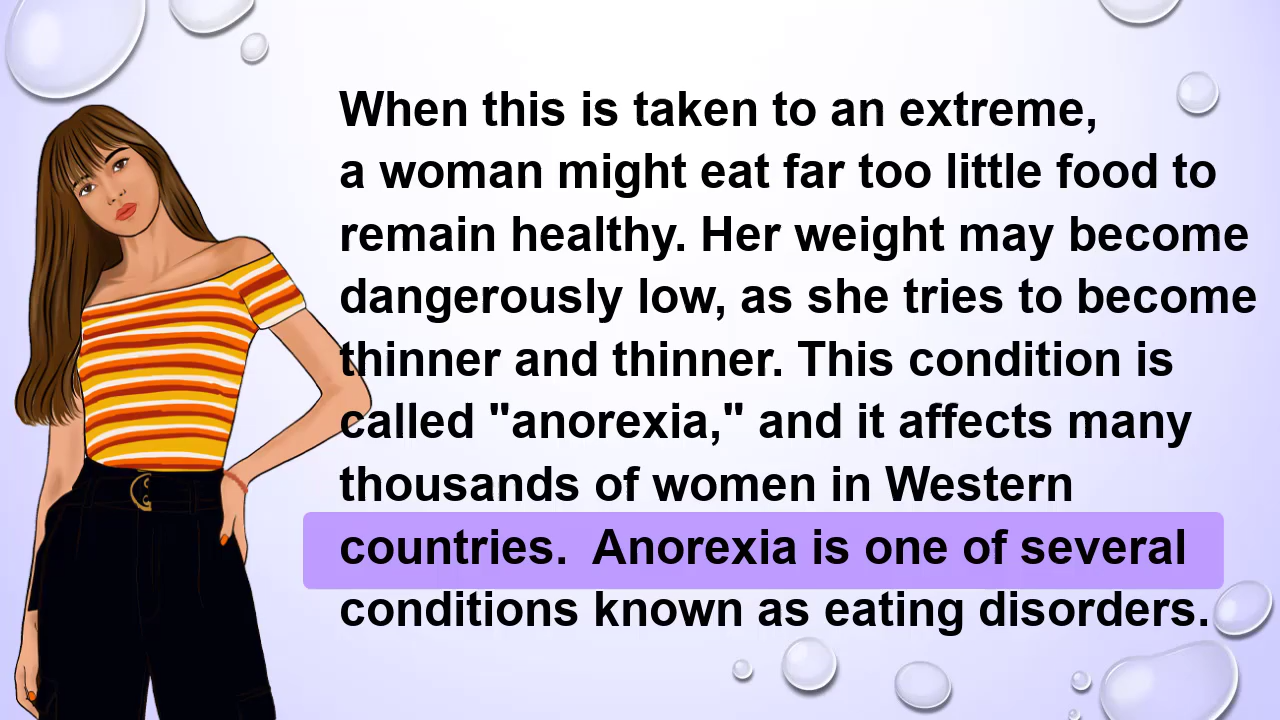 When this is taken to an extreme,
a woman might eat far too little food to
remain healthy. Her weight may become
dangerously low, as she tries to become
thinner and thinner. This condition is
called "anorexia," and it affects many
thousands of women in Western
countries.  Anorexia is one of several
conditions known as eating disorders.